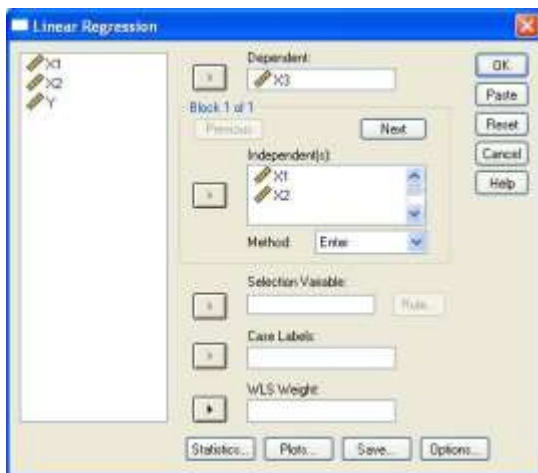 Linear Regression
X1
X2
Y
Dependent:
X3
Block 1 of 1
Previous
Next
Independent(s):
X1
X2
Method: Enter
Selection Variable:
Rule...
Case Labels:
WLS Weight:
Statistics...
Plots...
Save...
Options...
OK
Paste
Reset
Cancel
Help